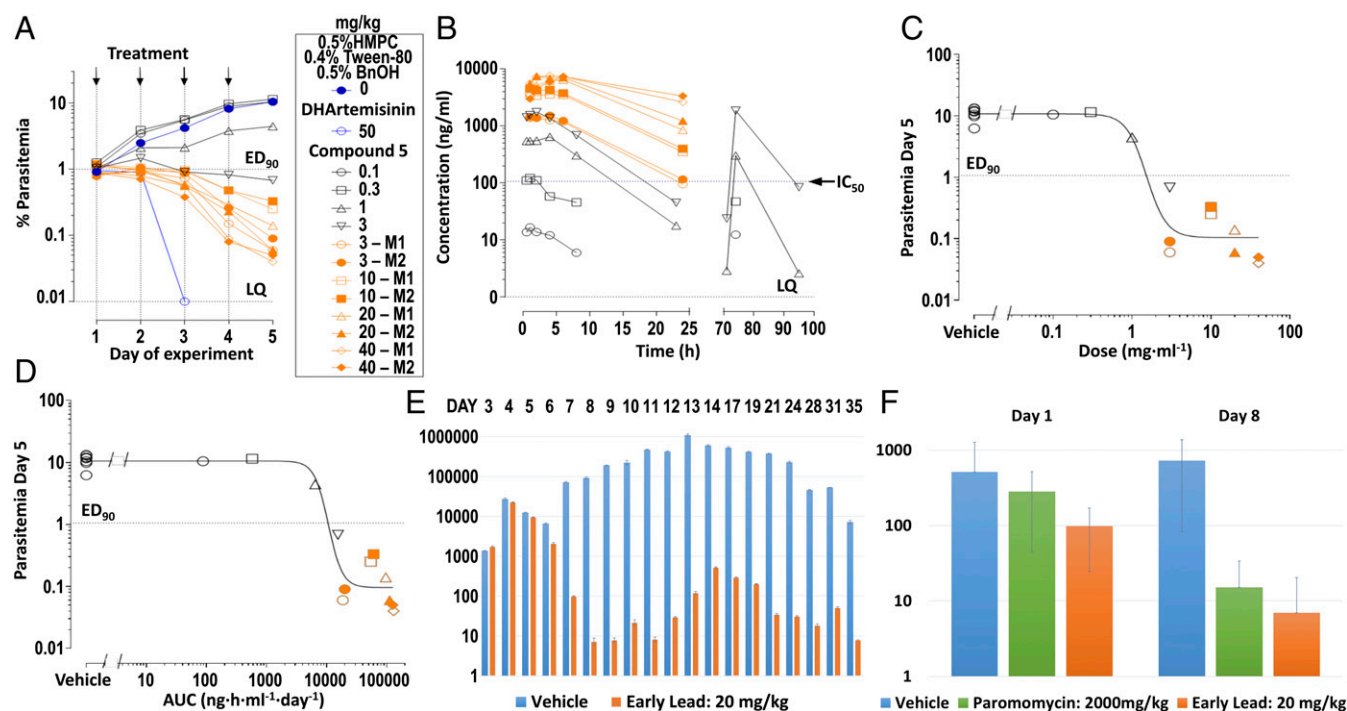 A
Treatment
% Parasitemia
10
1
0.1
0.01
ED90
LQ
1 2 3 4 5
Day of experiment
mg/kg
0.5%HMPC
0.4% Tween-80
0.5% BnOH
0
DHArtemisinin
50
Compound 5
0.1
0.3
1
3
3 – M1
3 – M2
10 – M1
10 – M2
20 – M1
20 – M2
40 – M1
40 – M2
B
Concentration (ng/ml)
10000
1000
100
10
0
IC50
LQ
0 5 10 15 20 25 70 80 90 100
Time (h)
C
Parasitemia Day 5
100
10
1
0.1
0.01
ED90
Vehicle 0.1 1 10 100
Dose (mg·ml-1)
D
Parasitemia Day 5
100
10
1
0.1
0.01
ED90
Vehicle 10 100 1000 10000 100000
AUC (ng·h·ml-1·day-1)
E
DAY 3 4 5 6 7 8 9 10 11 12 13 14 17 19 21 24 28 31 35
1000000
100000
10000
1000
100
10
1
Vehicle Early Lead: 20 mg/kg
F
Day 1 Day 8
1000
100
10
1
Vehicle Paromomycin: 2000mg/kg Early Lead: 20 mg/kg